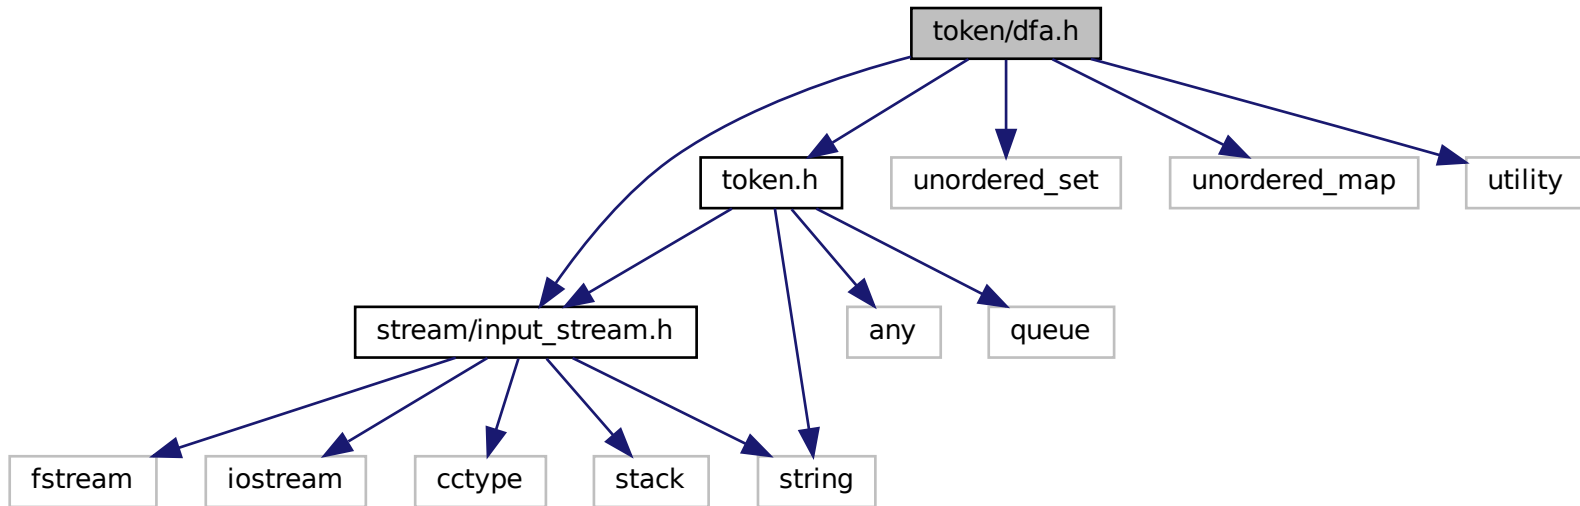 token/dfa.h
token.h
unordered_set
unordered_map
utility
stream/input_stream.h
any
queue
fstream
iostream
cctype
stack
string